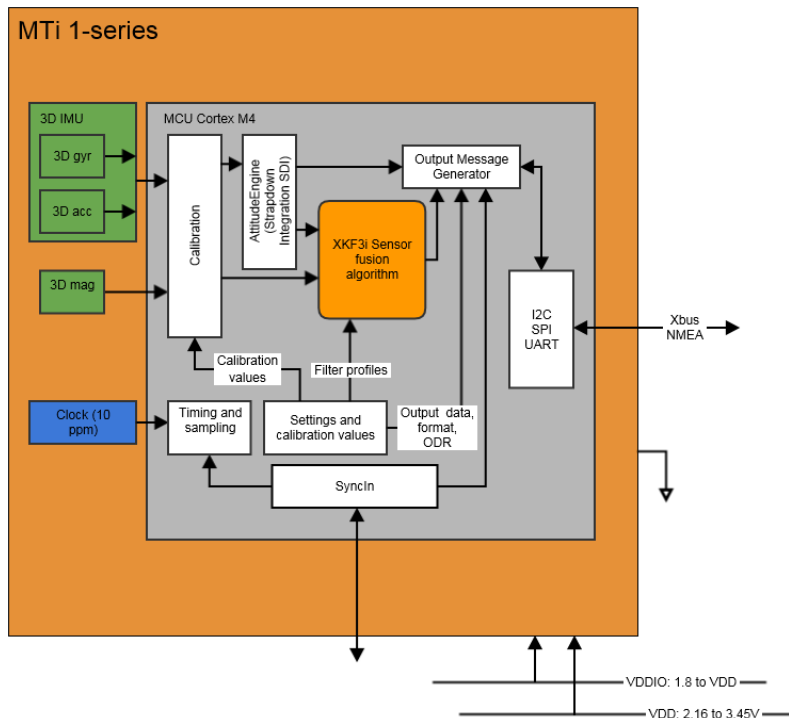 MTi 1-series
3D IMU
3D gyr
3D acc
3D mag
Clock (10
ppm)
MCU Cortex M4
Calibration
AttitudeEngine
(Strapdown
Integration SDI)
Output Message
Generator
XKF3i Sensor
fusion
algorithm
I2C
SPI
UART
Xbus
NMEA
Calibration
values
Filter profiles
Timing and
sampling
Settings and
calibration values
Output data,
format,
ODR
SyncIn
VDDIO: 1.8 to VDD
VDD: 2.16 to 3.45V